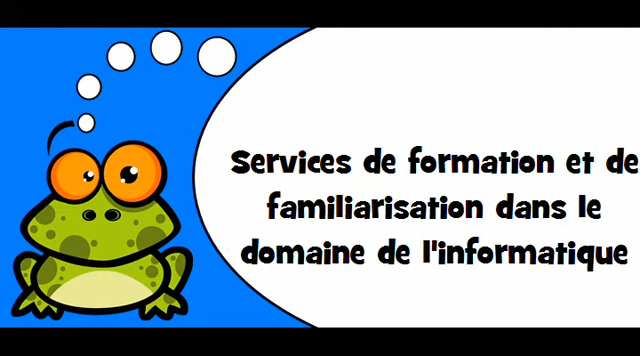 Services de formation et de
familiarisation dans le
domaine de l'informatique